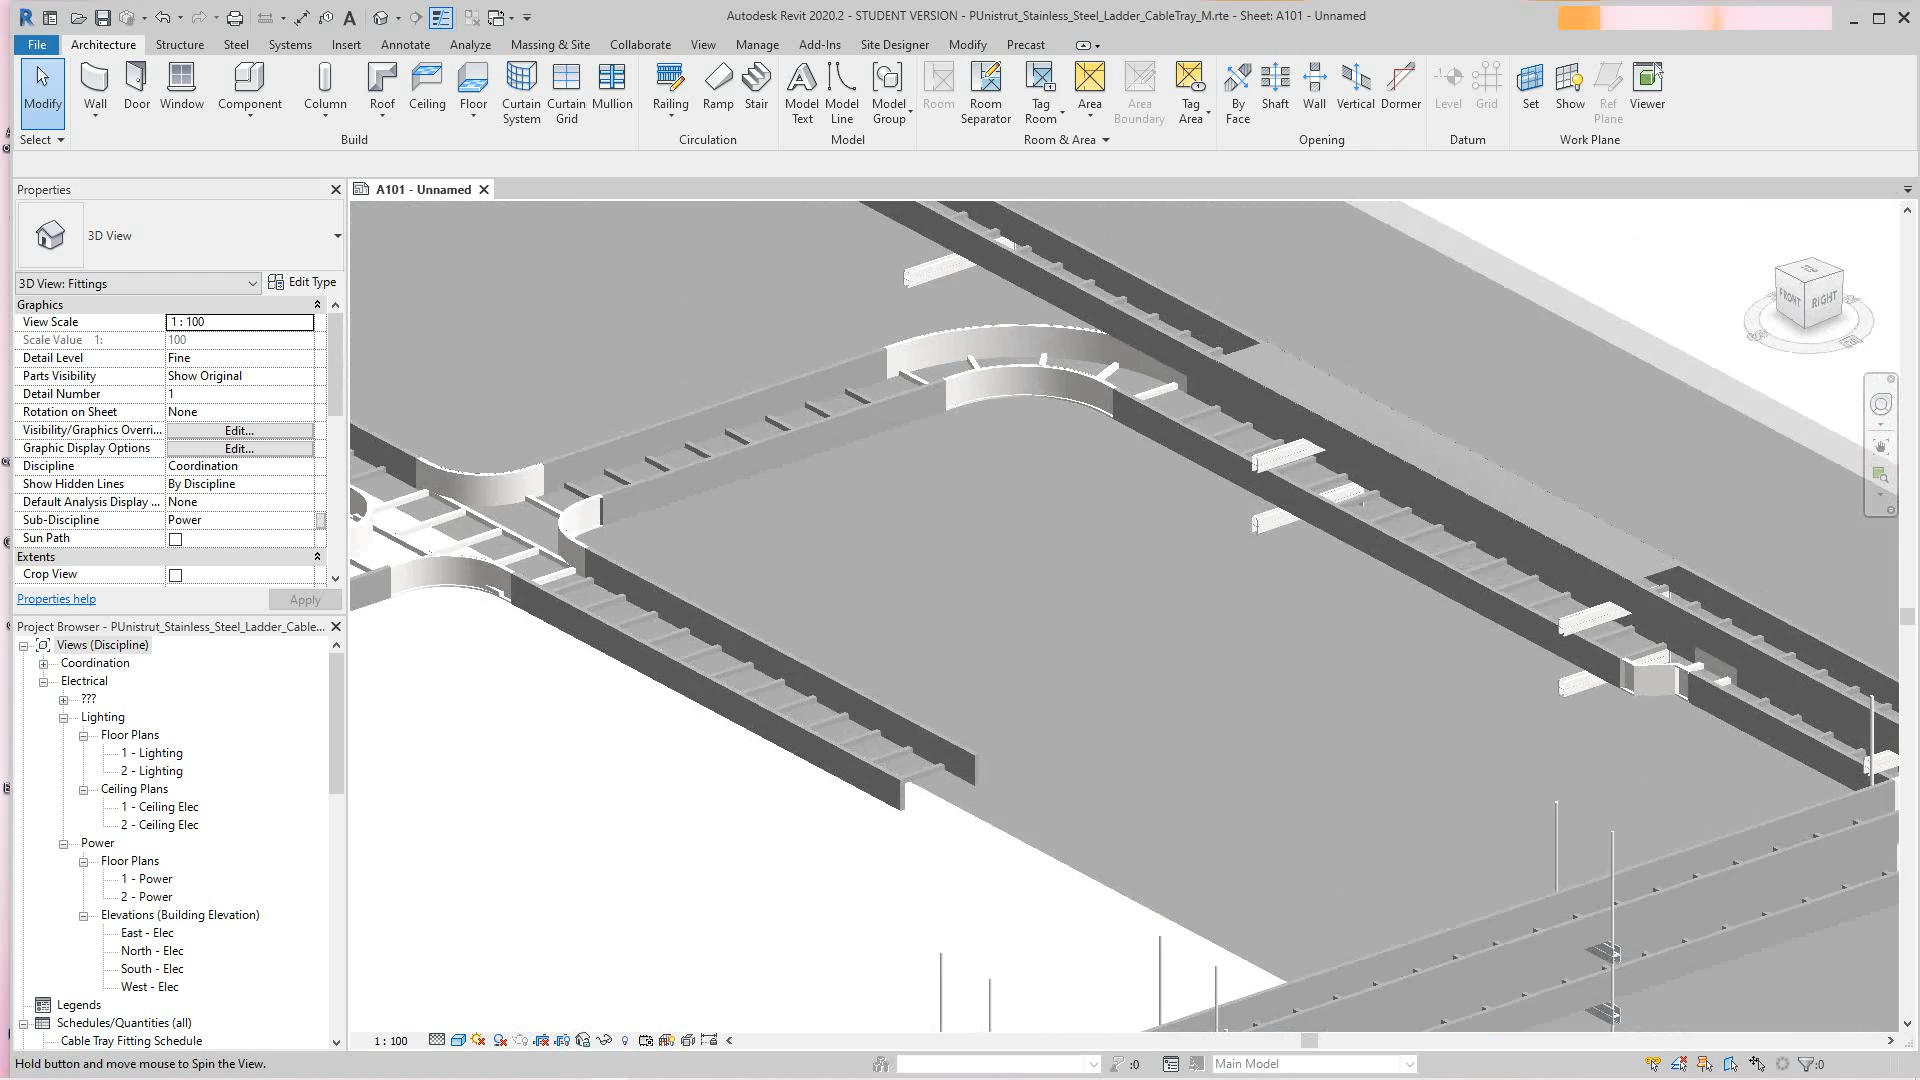 Autodesk Revit 2020.2 - STUDENT VERSION - PUnistrut_Stainless_Steel_Ladder_CableTray_M.rte - Sheet: A101 - Unnamed
File Architecture Structure Steel Systems Insert Annotate Analyze Massing & Site Collaborate View Manage Add-Ins Site Designer Modify Precast
Modify Wall Door Window Component Column Roof Ceiling Floor Curtain System Curtain Grid Mullion Railing Ramp Stair Model Text Model Line Model Group Room Room Separator Tag Room Area Area Boundary Tag Area By Face Shaft Wall Vertical Dormer Level Grid Set Show Ref Plane Viewer
Select Build Circulation Model Room & Area Opening Datum Work Plane
Properties
A101 - Unnamed
3D View
3D View: Fittings
Edit Type
Graphics
View Scale 1 : 100
Scale Value 1: 100
Detail Level Fine
Parts Visibility Show Original
Detail Number 1
Rotation on Sheet None
Visibility/Graphics Overri... Edit...
Graphic Display Options Edit...
Discipline Coordination
Show Hidden Lines By Discipline
Default Analysis Display ... None
Sub-Discipline Power
Sun Path
Extents
Crop View
Properties help Apply
Project Browser - PUnistrut_Stainless_Steel_Ladder_Cable...
Views (Discipline)
Coordination
Electrical
???
Lighting
Floor Plans
1 - Lighting
2 - Lighting
Ceiling Plans
1 - Ceiling Elec
2 - Ceiling Elec
Power
Floor Plans
1 - Power
2 - Power
Elevations (Building Elevation)
East - Elec
North - Elec
South - Elec
West - Elec
Legends
Schedules/Quantities (all)
Cable Tray Fitting Schedule
TOP
FRONT
RIGHT
1 : 100
Hold button and move mouse to Spin the View.
:0
Main Model
:0